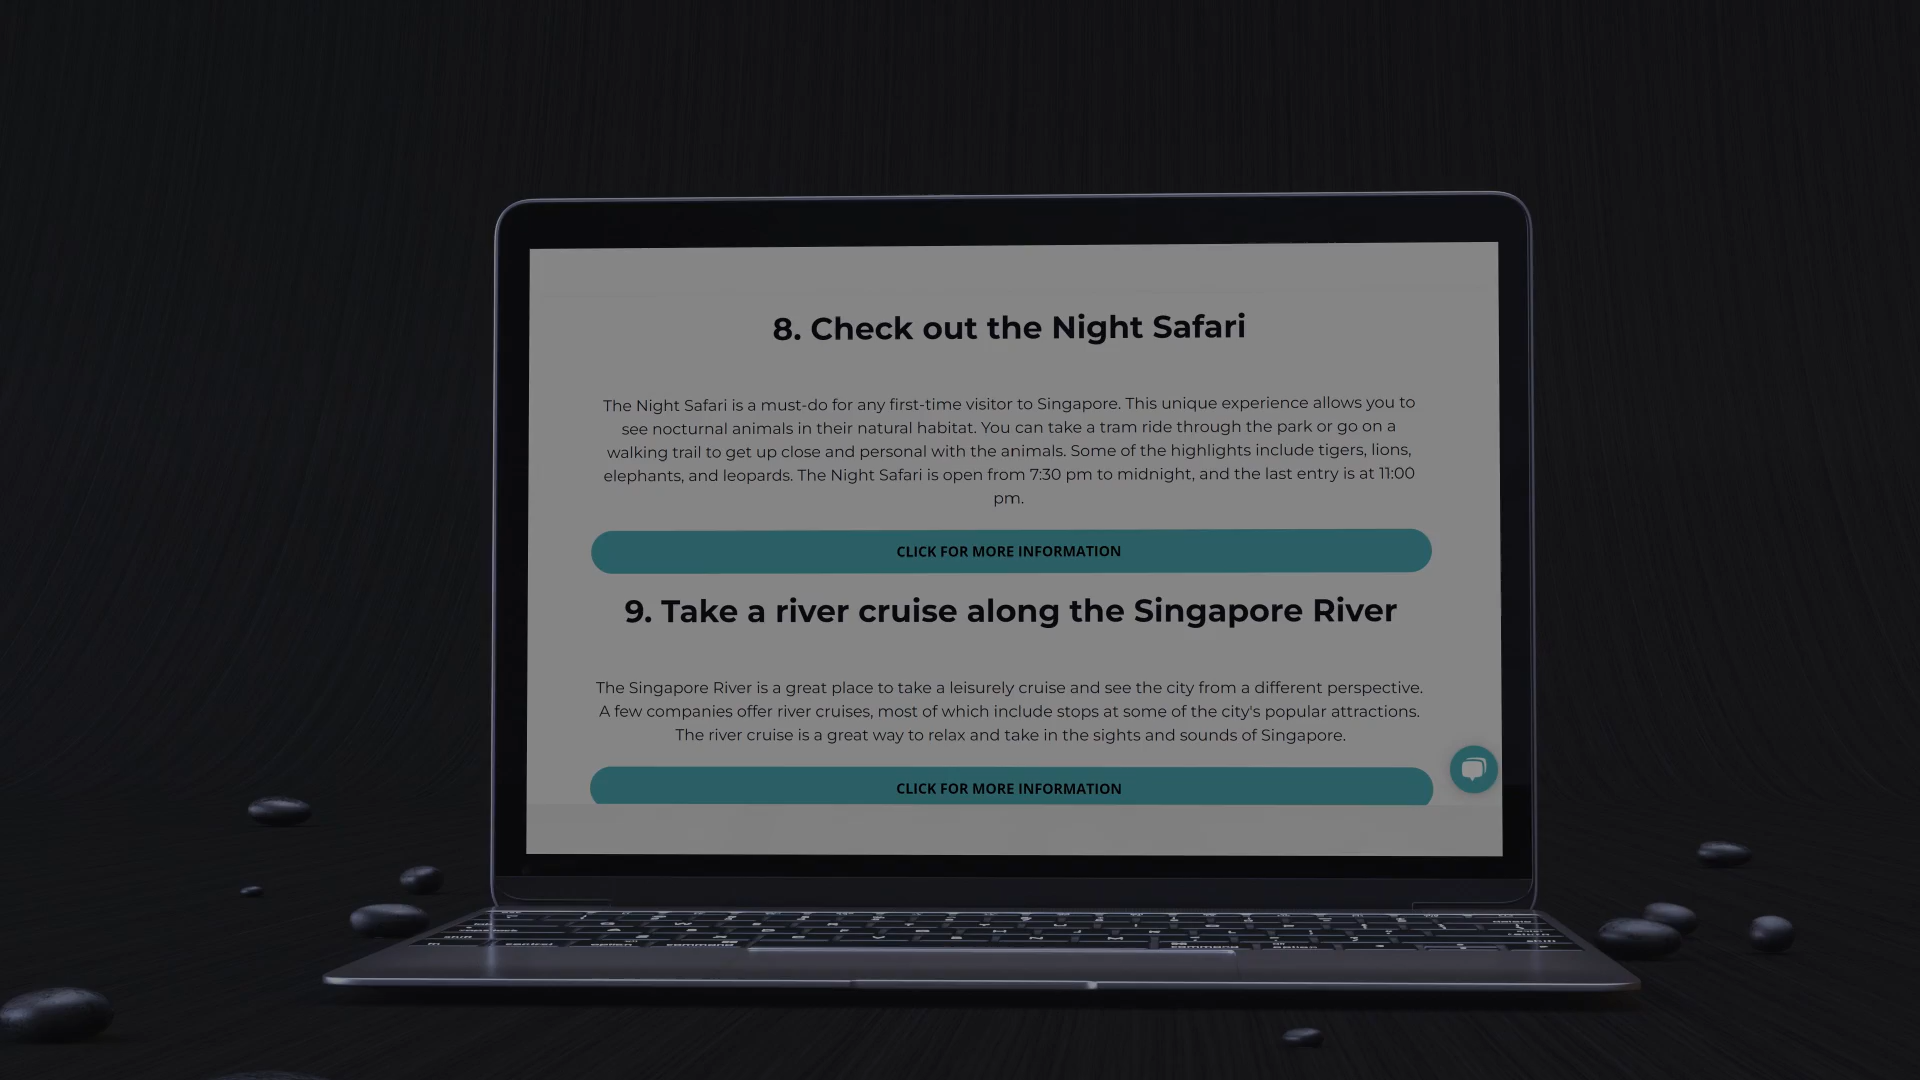 8. Check out the Night Safari
The Night Safari is a must-do for any first-time visitor to Singapore. This unique experience allows you to
see nocturnal animals in their natural habitat. You can take a tram ride through the park or go on a
walking trail to get up close and personal with the animals. Some of the highlights include tigers, lions,
elephants, and leopards. The Night Safari is open from 7:30 pm to midnight, and the last entry is at 11:00
pm.
CLICK FOR MORE INFORMATION
9. Take a river cruise along the Singapore River
The Singapore River is a great place to take a leisurely cruise and see the city from a different perspective.
A few companies offer river cruises, most of which include stops at some of the city's popular attractions.
The river cruise is a great way to relax and take in the sights and sounds of Singapore.
CLICK FOR MORE INFORMATION